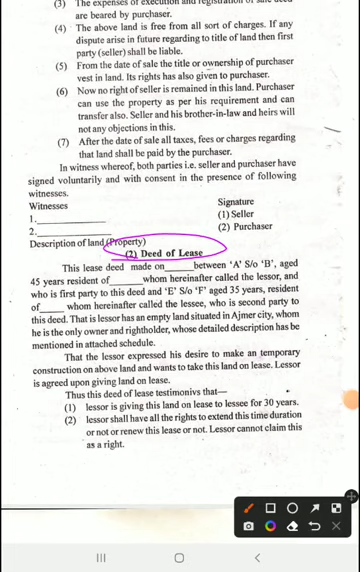 (3) The expenses of execution and registration of sale deed
are beared by purchaser.
(4) The above land is free from all sort of charges. If any
dispute arise in future regarding to title of land then first
party (seller) shall be liable.
(5) From the date of sale the title or ownership of purchaser
vest in land. Its rights has also given to purchaser.
(6) Now no right of seller is remained in this land. Purchaser
can use the property as per his requirement and can
transfer also. Seller and his brother-in-law and heirs will
not any objections in this.
(7) After the date of sale all taxes, fees or charges regarding
that land shall be paid by the purchaser.
In witness whereof, both parties i.e. seller and purchaser have
signed voluntarily and with consent in the presence of following
witnesses.
Witnesses Signature
1.________ (1) Seller
2.________ (2) Purchaser
Description of land (Property)
(2) Deed of Lease
This lease deed made on_____between 'A' S/o 'B', aged
45 years resident of_____whom hereinafter called the lessor, and
who is first party to this deed and 'E' S/o 'F' aged 35 years, resident
of____ whom hereinafter called the lessee, who is second party to
this deed. That is lessor has an empty land situated in Ajmer city, whom
he is the only owner and rightholder, whose detailed description has be
mentioned in attached schedule.
That the lessor expressed his desire to make an temporary
construction on above land and wants to take this land on lease. Lessor
is agreed upon giving land on lease.
Thus this deed of lease testimonivs that—
(1) lessor is giving this land on lease to lessee for 30 years.
(2) lessor shall have all the rights to extend this time duration
or not or renew this lease or not. Lessor cannot claim this
as a right.